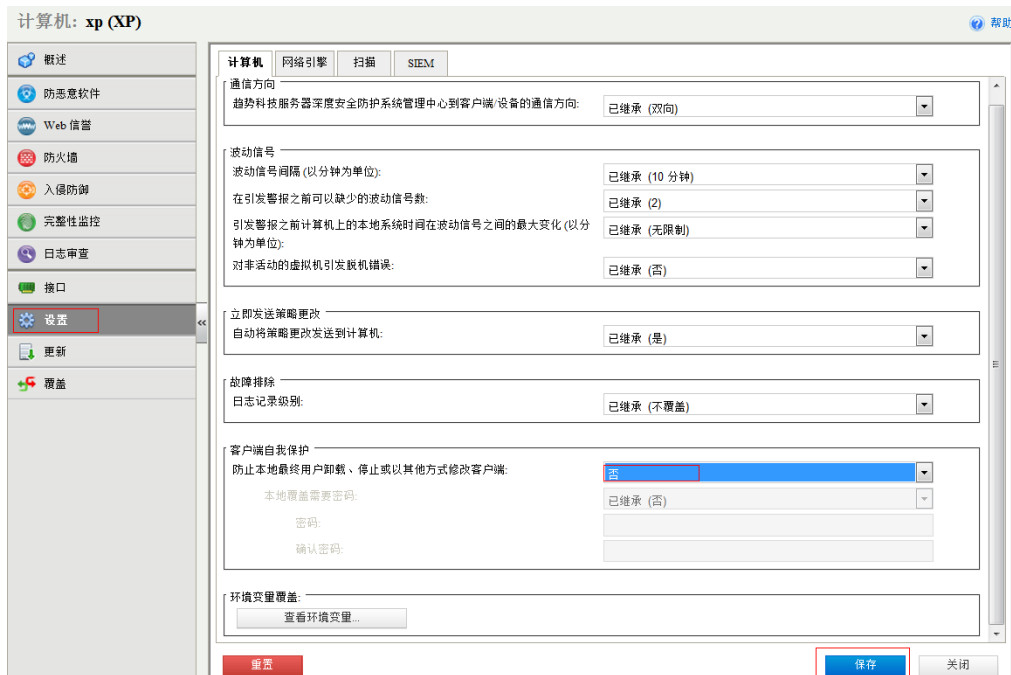 计算机: xp (XP)
帮助
概述
防恶意软件
Web 信誉
防火墙
入侵防御
完整性监控
日志审查
接口
设置
更新
覆盖
计算机 网络引擎 扫描 SIEM
通信方向
趋势科技服务器深度安全防护系统管理中心到客户端/设备的通信方向: 已继承 (双向)
波动信号
波动信号间隔 (以分钟为单位): 已继承 (10 分钟)
在引发警报之前可以缺少的波动信号数: 已继承 (2)
引发警报之前计算机上的本地系统时间在波动信号之间的最大变化 (以分 已继承 (无限制)
钟为单位):
对非活动的虚拟机引发脱机错误: 已继承 (否)
立即发送策略更改
自动将策略更改发送到计算机: 已继承 (是)
故障排除
日志记录级别: 已继承 (不覆盖)
客户端自我保护
防止本地最终用户卸载、停止或以其他方式修改客户端: 否
本地覆盖需要密码: 已继承 (否)
密码:
确认密码:
环境变量覆盖:
查看环境变量...
重置 保存 关闭